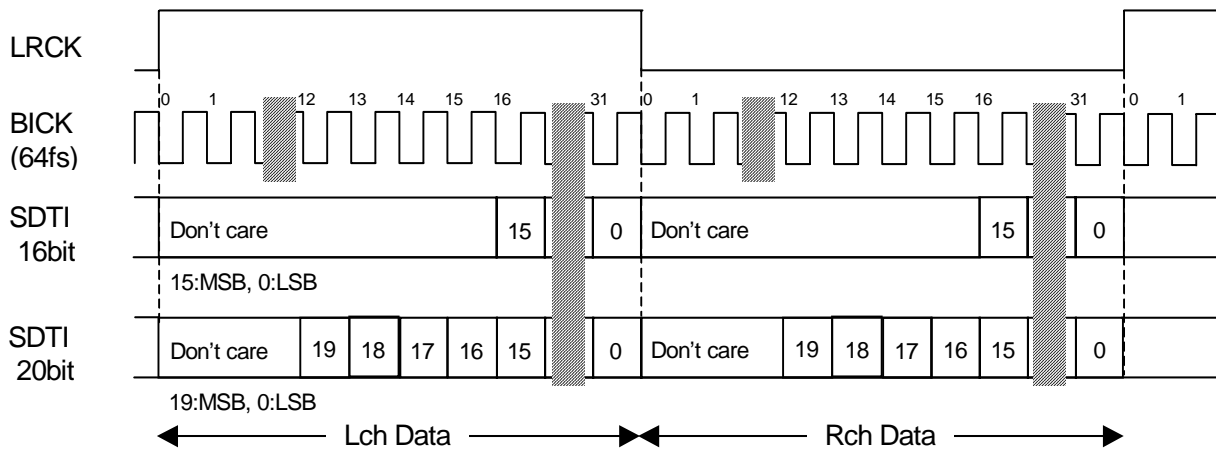 LRCK
0 1 12 13 14 15 16 31 0 1 12 13 14 15 16 31 0 1
BICK
(64fs)
SDTI
16bit
Don't care 15 0 Don't care 15 0
15:MSB, 0:LSB
SDTI
20bit
Don't care 19 18 17 16 15 0 Don't care 19 18 17 16 15 0
19:MSB, 0:LSB
Lch Data Rch Data